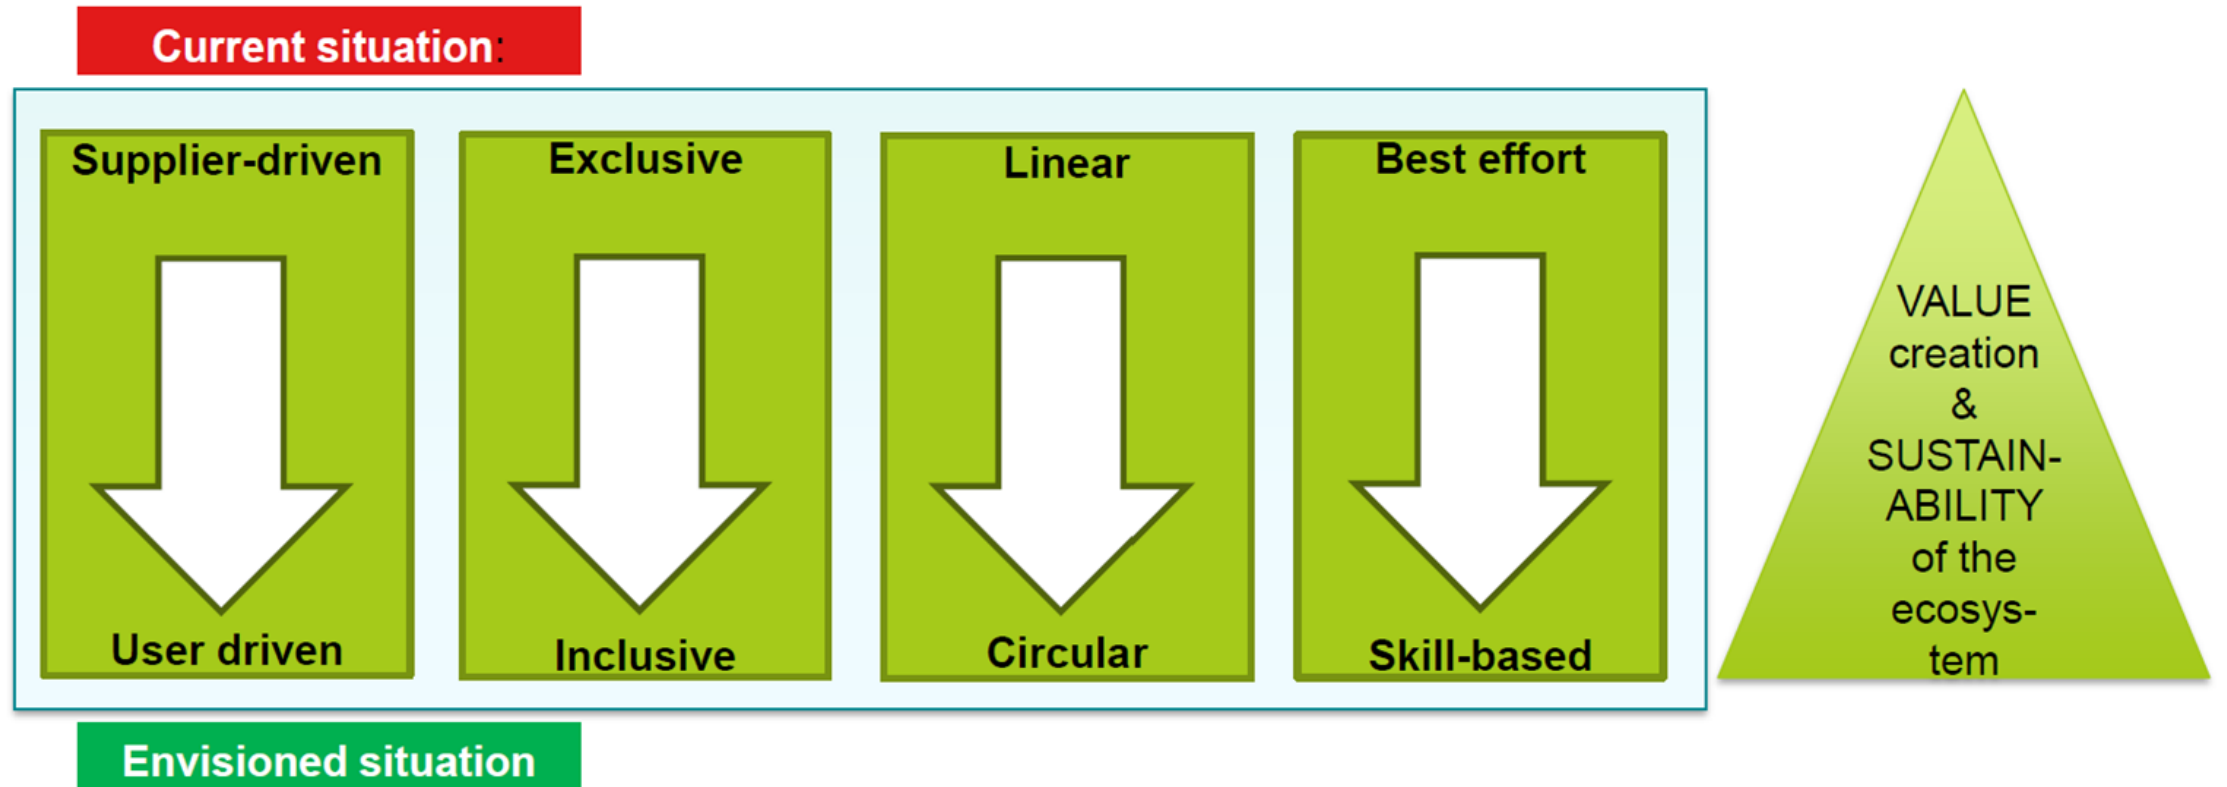 Current situation:
Supplier-driven
Exclusive
Linear
Best effort
User driven
Inclusive
Circular
Skill-based
Envisioned situation
VALUE
creation
&
SUSTAIN-
ABILITY
of the
ecosys-
tem